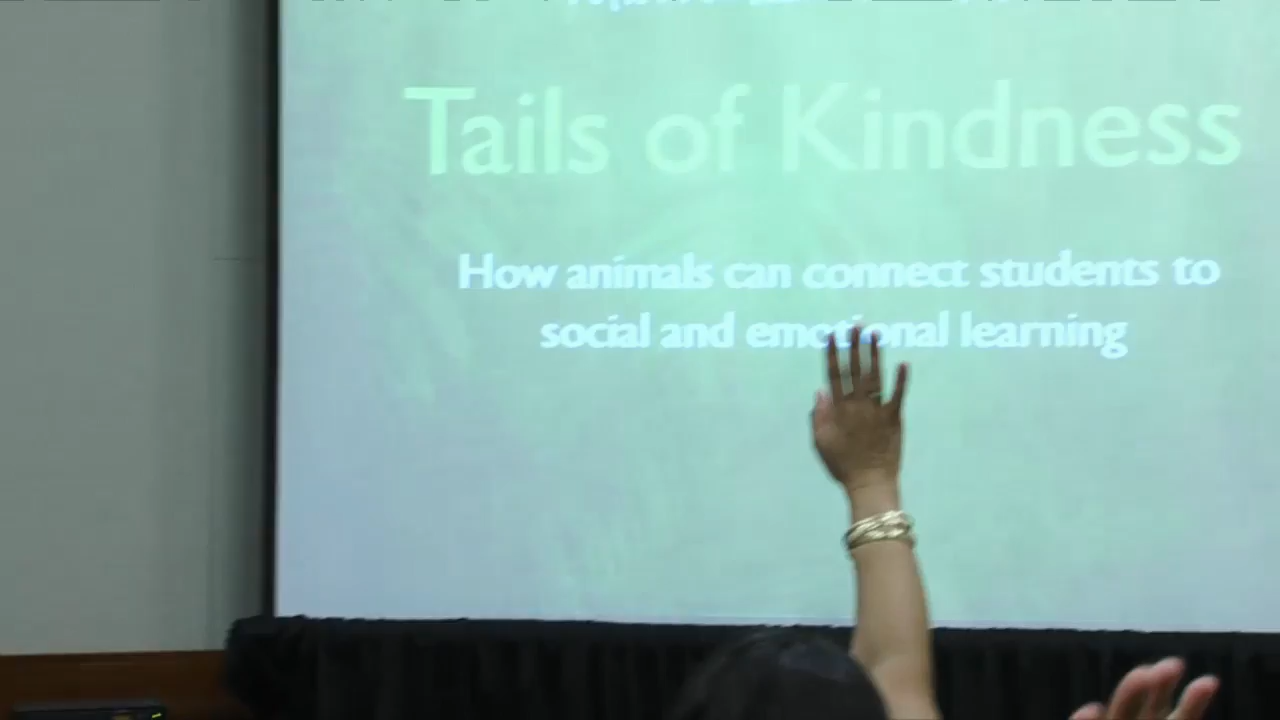 Tails of Kindness
How animals can connect students to
social and emotional learning